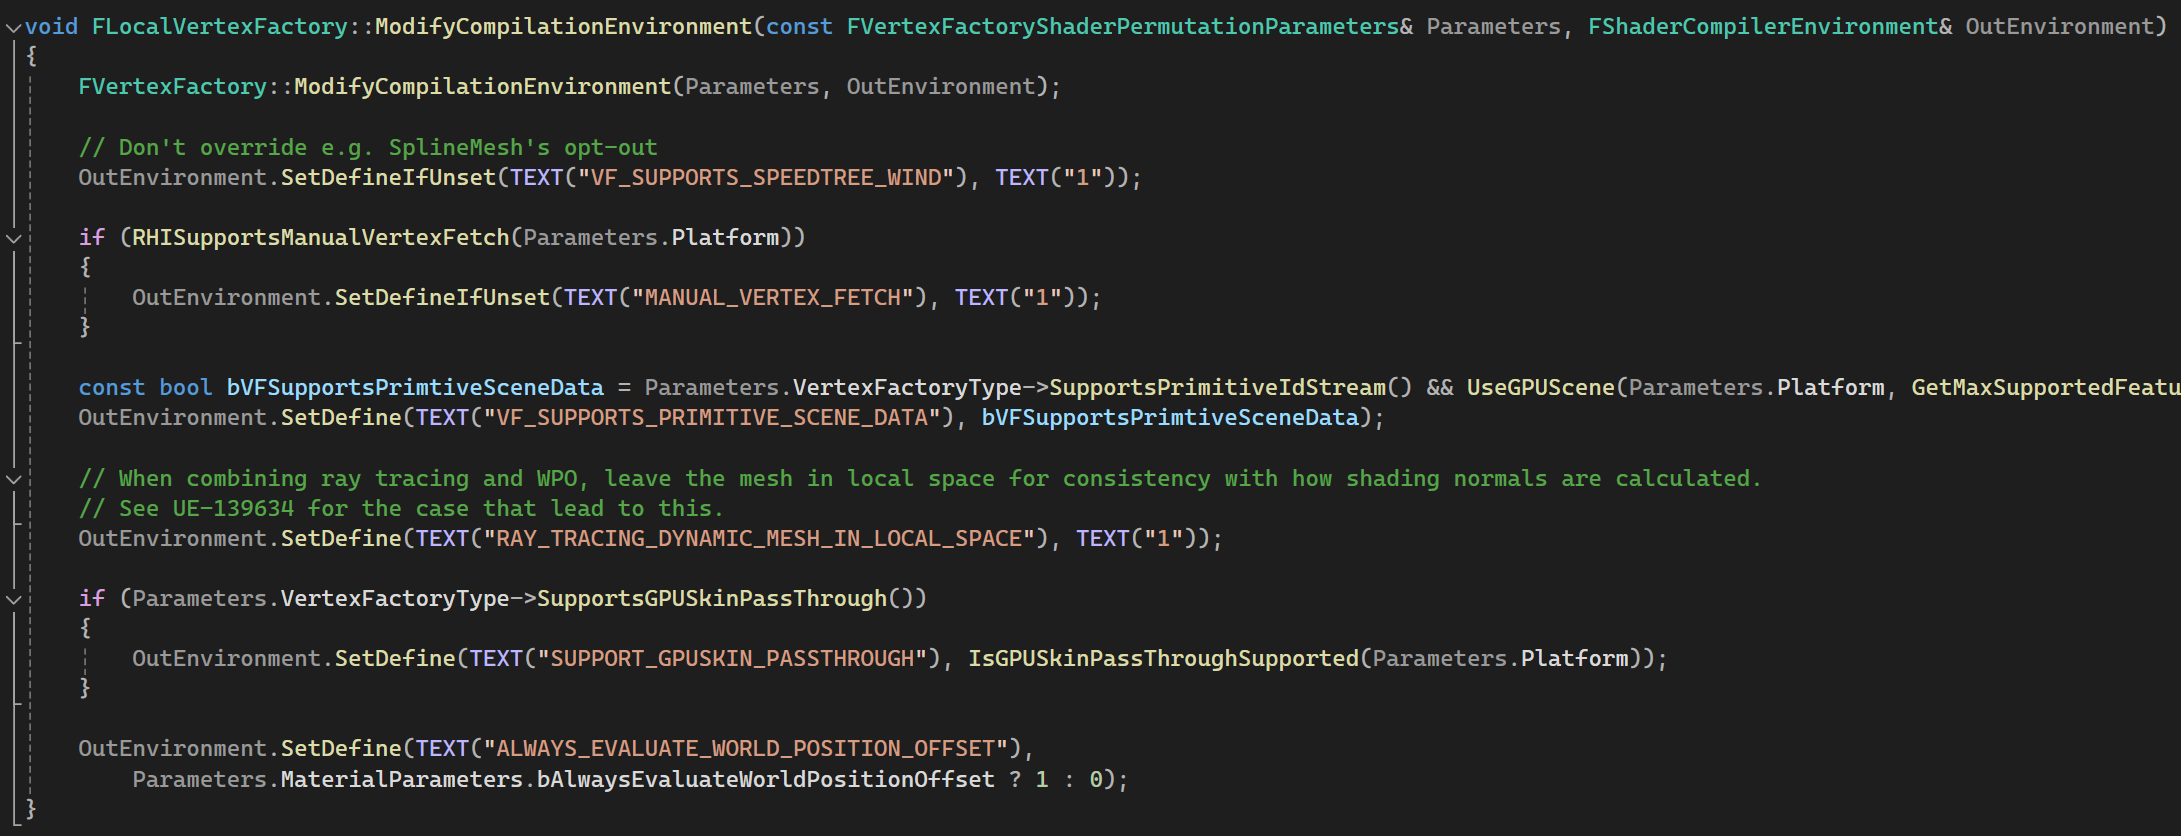 void FLocalVertexFactory::ModifyCompilationEnvironment(const FVertexFactoryShaderPermutationParameters& Parameters, FShaderCompilerEnvironment& OutEnvironment)
{
FVertexFactory::ModifyCompilationEnvironment(Parameters, OutEnvironment);
// Don't override e.g. SplineMesh's opt-out
OutEnvironment.SetDefineIfUnset(TEXT("VF_SUPPORTS_SPEEDTREE_WIND"), TEXT("1"));
if (RHISupportsManualVertexFetch(Parameters.Platform))
{
OutEnvironment.SetDefineIfUnset(TEXT("MANUAL_VERTEX_FETCH"), TEXT("1"));
}
const bool bVFSupportsPrimtiveSceneData = Parameters.VertexFactoryType->SupportsPrimitiveIdStream() && UseGPUScene(Parameters.Platform, GetMaxSupportedFeatu
OutEnvironment.SetDefine(TEXT("VF_SUPPORTS_PRIMITIVE_SCENE_DATA"), bVFSupportsPrimtiveSceneData);
// When combining ray tracing and WPO, leave the mesh in local space for consistency with how shading normals are calculated.
// See UE-139634 for the case that lead to this.
OutEnvironment.SetDefine(TEXT("RAY_TRACING_DYNAMIC_MESH_IN_LOCAL_SPACE"), TEXT("1"));
if (Parameters.VertexFactoryType->SupportsGPUSkinPassThrough())
{
OutEnvironment.SetDefine(TEXT("SUPPORT_GPUSKIN_PASSTHROUGH"), IsGPUSkinPassThroughSupported(Parameters.Platform));
}
OutEnvironment.SetDefine(TEXT("ALWAYS_EVALUATE_WORLD_POSITION_OFFSET"),
Parameters.MaterialParameters.bAlwaysEvaluateWorldPositionOffset ? 1 : 0);
}